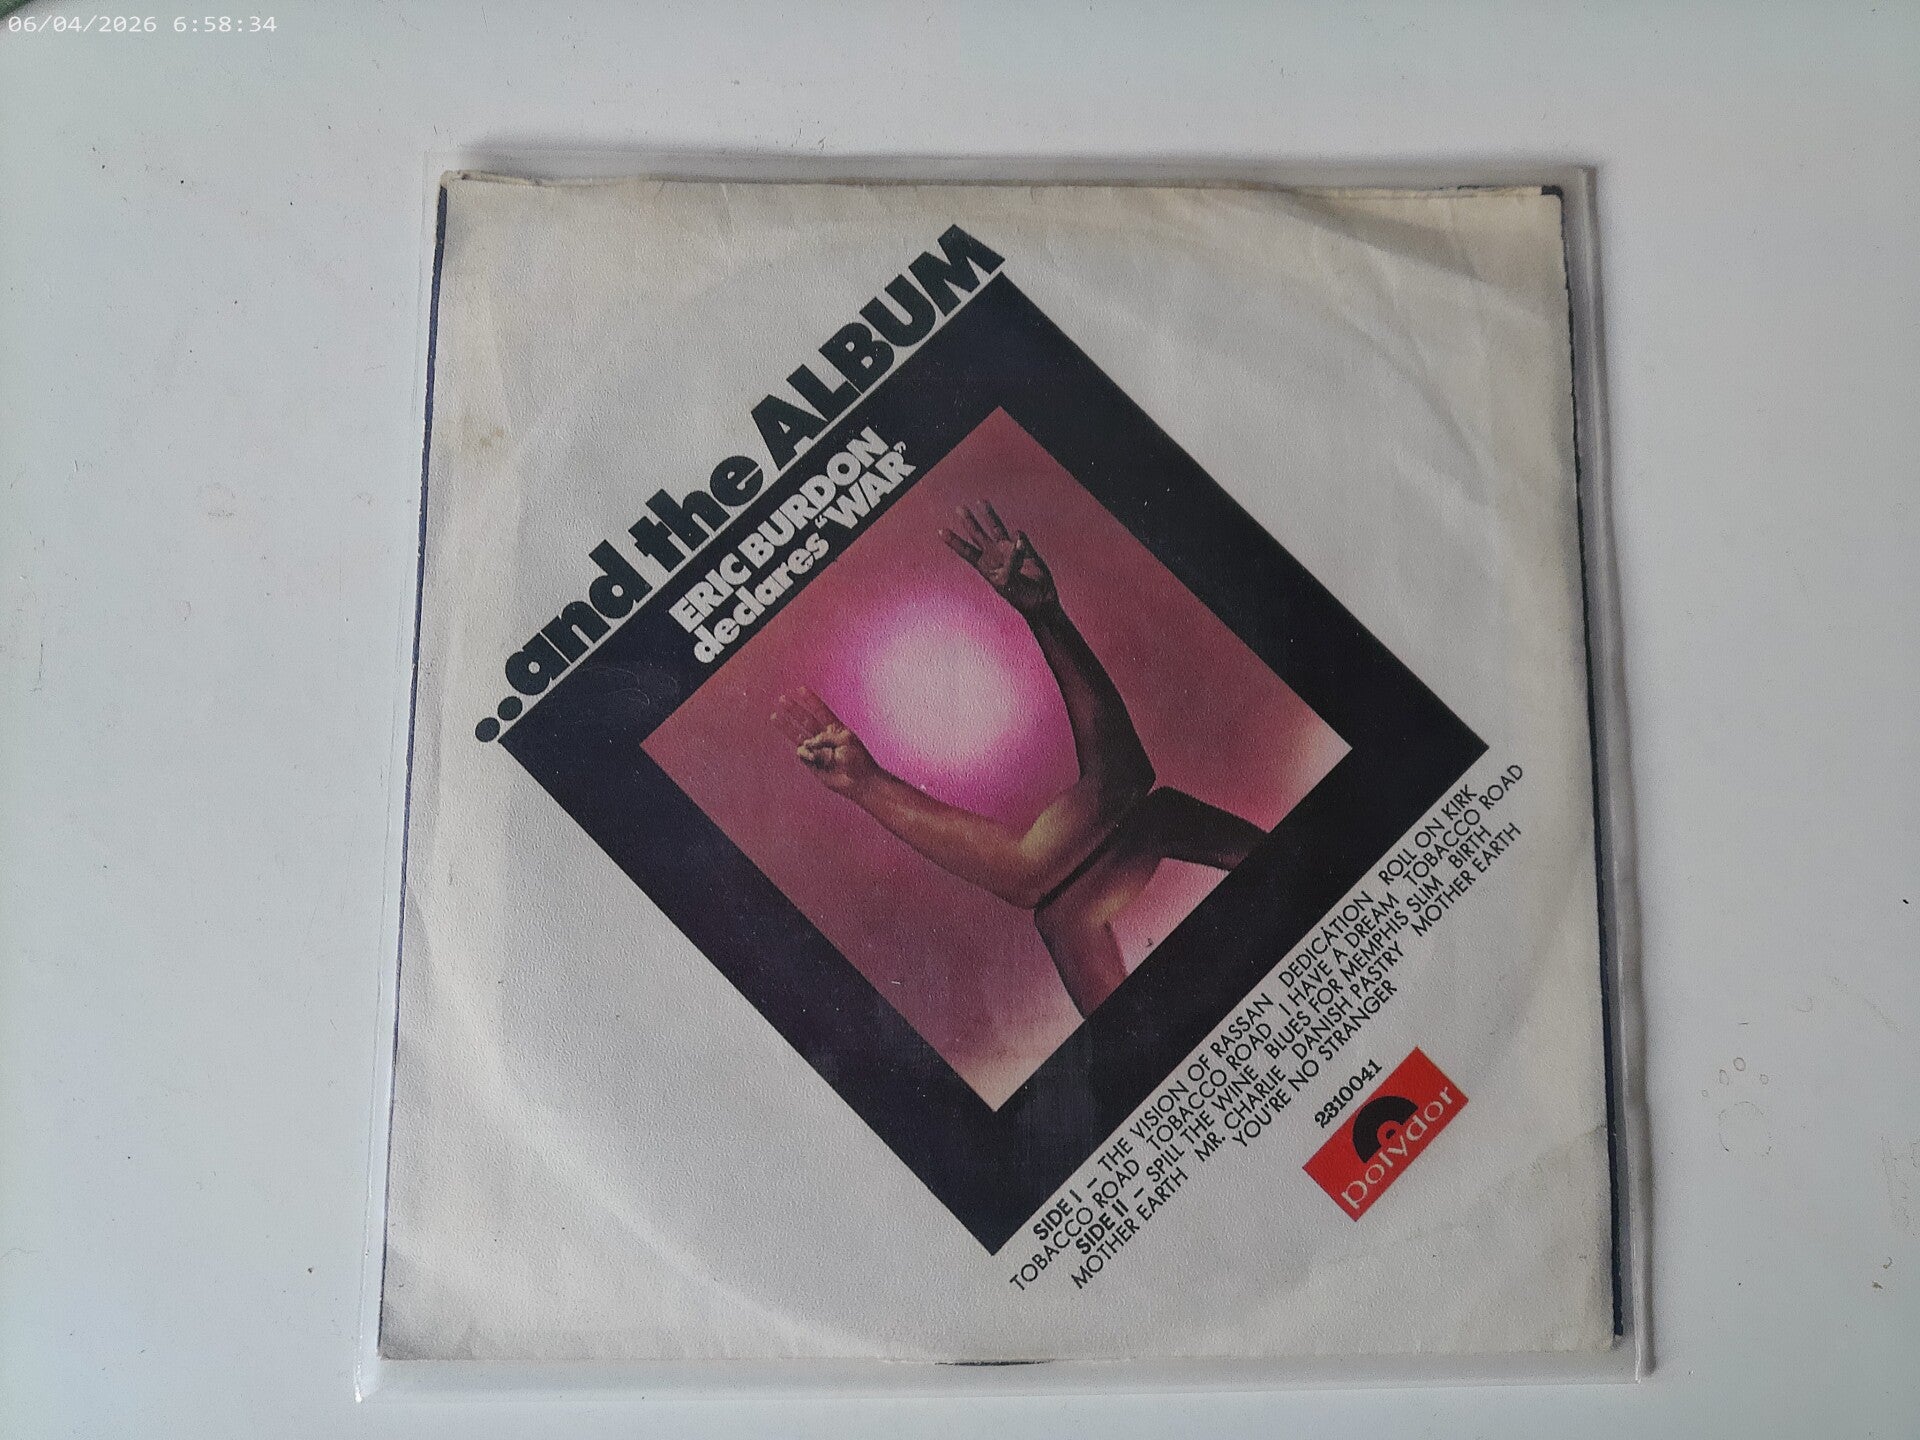 06/04/2026 6:58:34
..and the ALBUM
ERIC BURDON
declares “WAR”
SIDE I – THE VISION OF RASSAN DEDICATION ROLL ON KIRK
TOBACCO ROAD TOBACCO ROAD I HAVE A DREAM TOBACCO ROAD
SIDE II – SPILL THE WINE BLUES FOR MEMPHIS SLIM BIRTH
MOTHER EARTH MR. CHARLIE DANISH PASTRY MOTHER EARTH
YOU'RE NO STRANGER
2310041
polydor